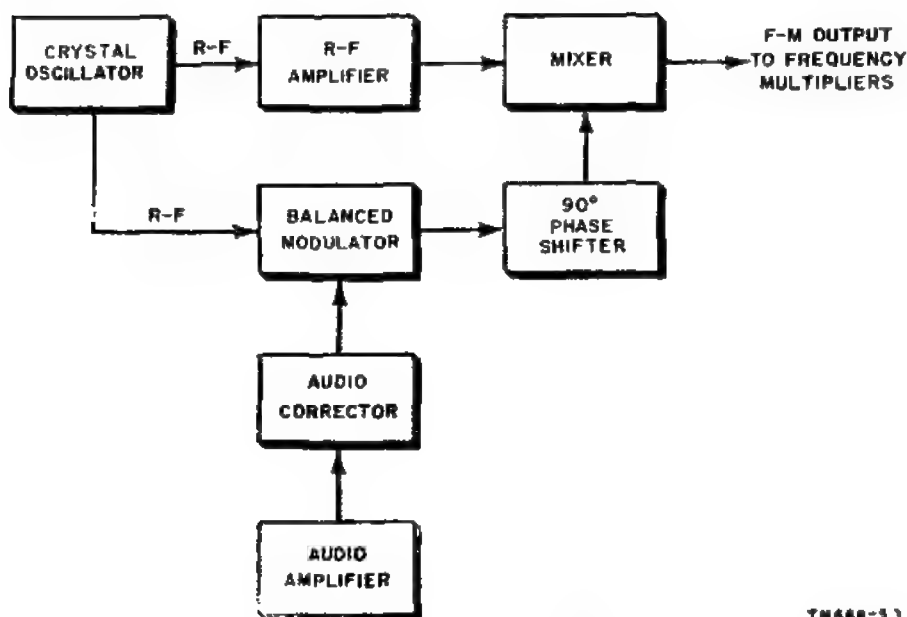 CRYSTAL
OSCILLATOR
R-F
R-F
AMPLIFIER
MIXER
F-M OUTPUT
TO FREQUENCY
MULTIPLIERS
R-F
BALANCED
MODULATOR
90°
PHASE
SHIFTER
AUDIO
CORRECTOR
AUDIO
AMPLIFIER